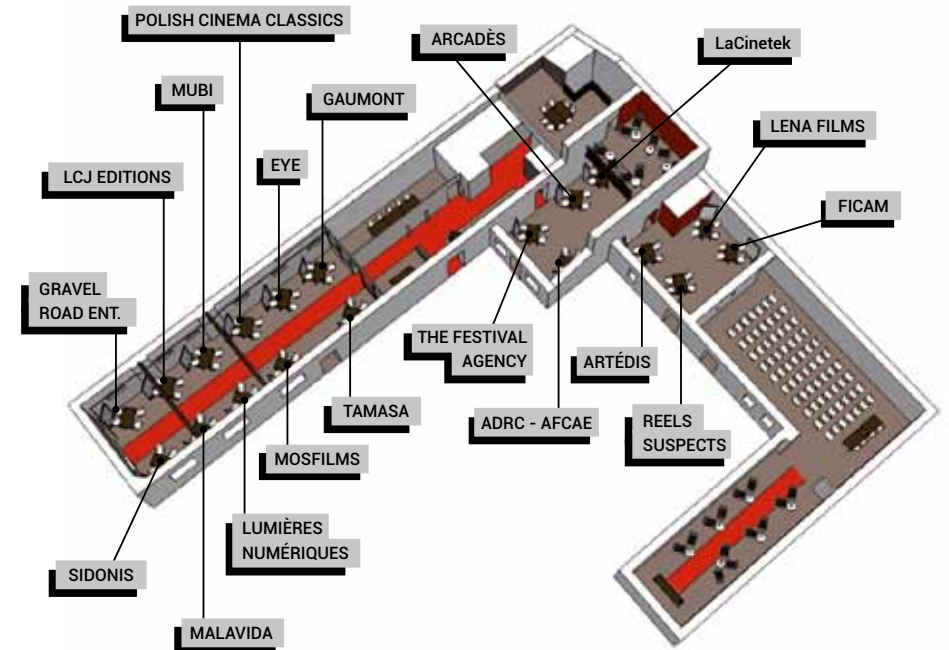 POLISH CINEMA CLASSICS
ARCADÈS
LaCinetek
MUBI
GAUMONT
LENA FILMS
EYE
LCJ EDITIONS
FICAM
GRAVEL
ROAD ENT.
THE FESTIVAL
AGENCY
ARTÉDIS
TAMASA
ADRC - AFCAE
REELS
SUSPECTS
MOSFILMS
LUMIÈRES
NUMÉRIQUES
SIDONIS
MALAVIDA